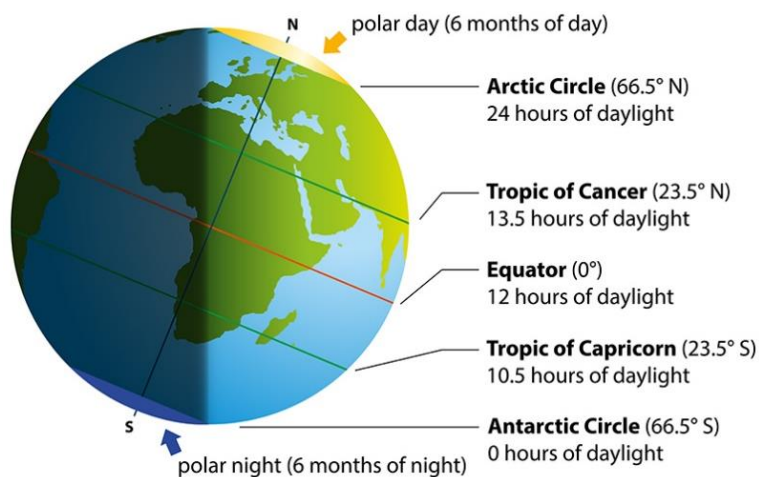 N
polar day (6 months of day)
Arctic Circle (66.5° N)
24 hours of daylight
Tropic of Cancer (23.5° N)
13.5 hours of daylight
Equator (0°)
12 hours of daylight
Tropic of Capricorn (23.5° S)
10.5 hours of daylight
Antarctic Circle (66.5° S)
0 hours of daylight
S
polar night (6 months of night)